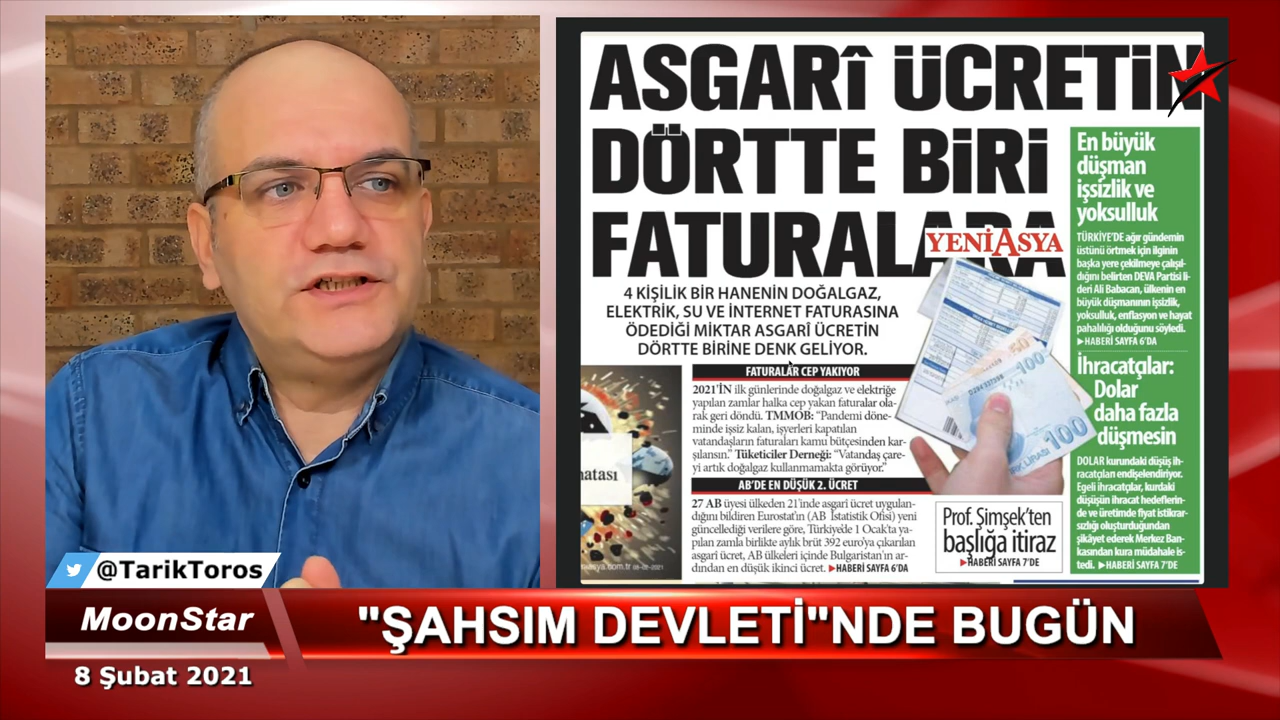 ASGARÎ ÜCRETİN
DÖRTTE BİRİ
FATURALARA
YENİASYA
4 KİŞİLİK BİR HANENİN DOĞALGAZ,
ELEKTRİK, SU VE İNTERNET FATURASINA
ÖDEDİĞİ MİKTAR ASGARÎ ÜCRETİN
DÖRTTE BİRİNE DENK GELİYOR.
FATURALAR CEP YAKIYOR
2021'İN ilk günlerinde doğalgaz ve elektriğe
yapılan zamlar halka cep yakan faturalar ola-
rak geri döndü. TMMOB: "Pandemi döne-
minde işsiz kalan, işyerleri kapatılan
vatandaşların faturaları kamu bütçesinden kar-
şılansın." Tüketiciler Derneği: "Vatandaş çare-
yi artık doğalgaz kullanmamakta görüyor."
AB'DE EN DÜŞÜK 2. ÜCRET
27 AB üyesi ülkeden 21'inde asgari ücret uygulan-
dığını bildiren Eurostat'ın (AB İstatistik Ofisi) yeni
güncellediği verilere göre, Türkiye'de 1 Ocak'ta ya-
pılan zamla birlikte aylık brüt 392 euro'ya çıkarılan
asgari ücret, AB ülkeleri içinde Bulgaristan'ın ar-
dından en düşük ikinci ücret. ▶HABERİ SAYFA 6'DA
natası
asya.com.tr 08-02-2021
50
100
100
Prof. Şimşek'ten
başlığa itiraz
▶HABERİ SAYFA 7'DE
En büyük
düşman
işsizlik ve
yoksulluk
TÜRKİYE'DE ağır gündemin
üstünü örtmek için ilginin
başka yere çekilmeye çalışıl-
dığını belirten DEVA Partisi li-
deri Ali Babacan, ülkenin en
büyük düşmanının işsizlik,
yoksulluk, enflasyon ve hayat
pahalılığı olduğunu söyledi.
▶HABERİ SAYFA 6'DA
İhracatçılar:
Dolar
daha fazla
düşmesin
DOLAR kurundaki düşüş ih-
racatçıları endişelendiriyor.
Egeli ihracatçılar, kurdaki
düşüşün ihracat hedeflerin-
de ve üretimde fiyat istikrar-
sızlığı oluşturduğundan
şikâyet ederek Merkez Ban-
kasından kura müdahale is-
tedi. ▶HABERİ SAYFA 7'DE
@TarikToros
MoonStar
"ŞAHSIM DEVLETİ"NDE BUGÜN
8 Şubat 2021